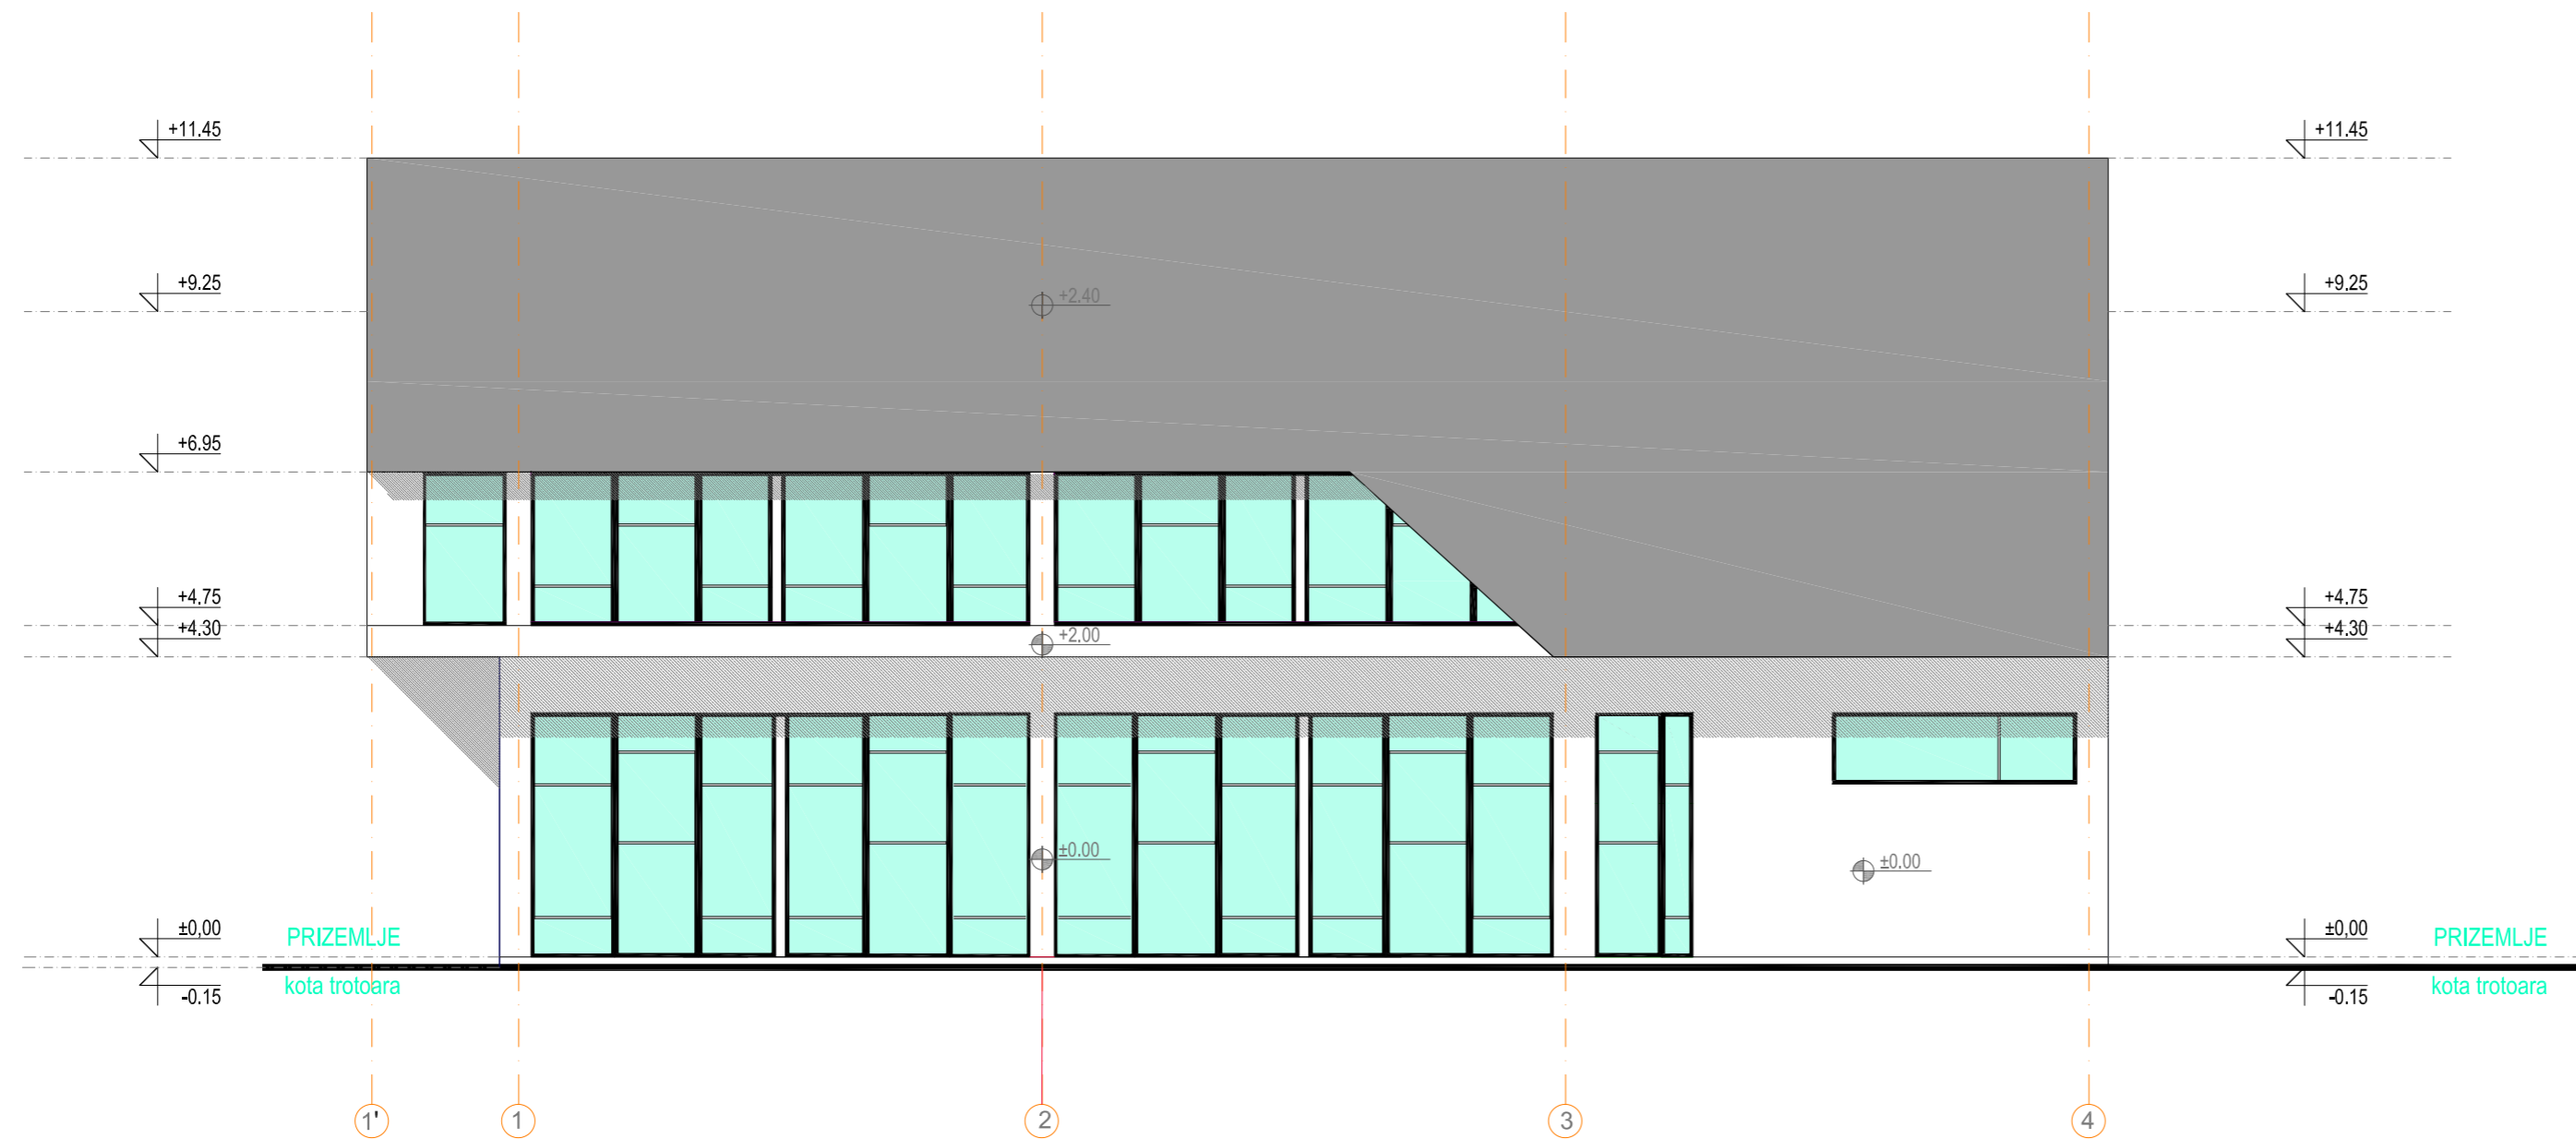 +11.45 +11.45
+9.25 +2.40 +9.25
+6.95
+4.75 +4.75
+4.30 +2.00 +4.30
±0.00 ±0.00
±0,00 PRIZEMLJE ±0,00 PRIZEMLJE
-0.15 kota trotoara -0.15 kota trotoara
1' 1 2 3 4